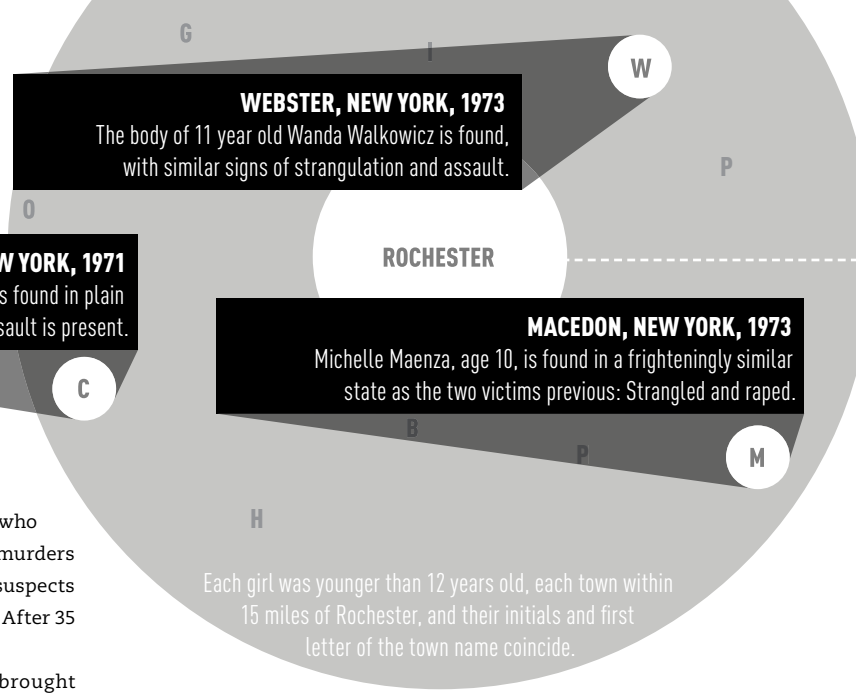 G
I
W
WEBSTER, NEW YORK, 1973
The body of 11 year old Wanda Walkowicz is found,
with similar signs of strangulation and assault.
P
O
ROCHESTER
W YORK, 1971
s found in plain
sault is present.
C
MACEDON, NEW YORK, 1973
Michelle Maenza, age 10, is found in a frighteningly similar
state as the two victims previous: Strangled and raped.
B
P
M
H
who
murders
suspects
After 35
brought
Each girl was younger than 12 years old, each town within
15 miles of Rochester, and their initials and first
letter of the town name coincide.